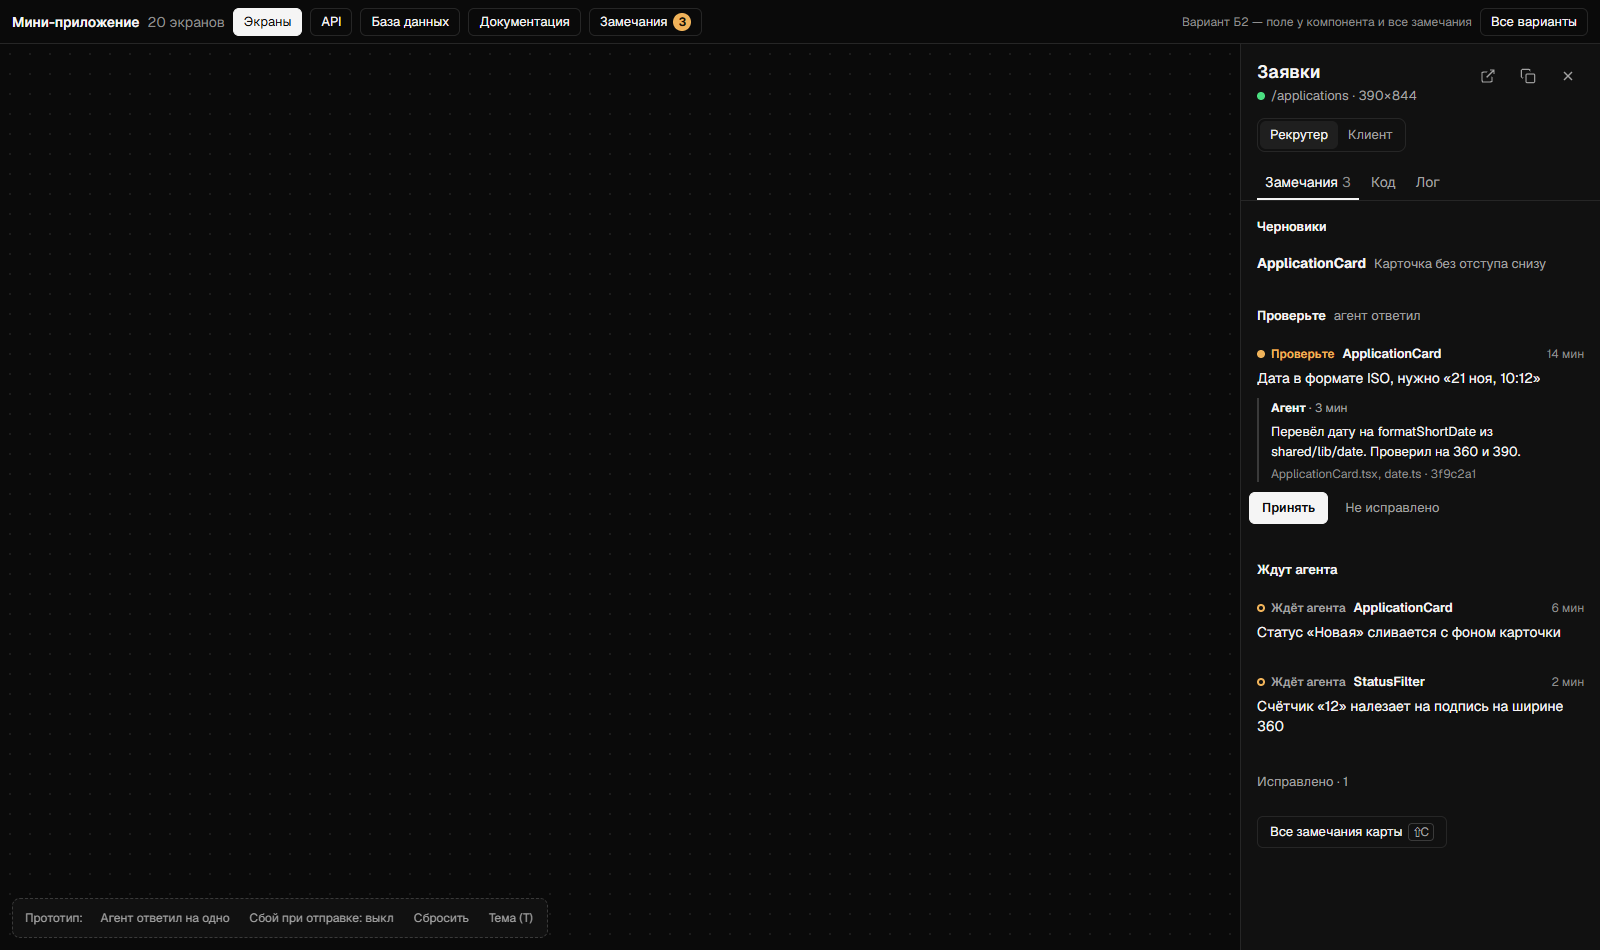 Мини-приложение 20 экранов Экраны API База данных Документация Замечания 3 Вариант Б2 — поле у компонента и все замечания Все варианты
Заявки
/applications · 390×844
Рекрутер Клиент
Замечания 3 Код Лог
Черновики
ApplicationCard Карточка без отступа снизу
Проверьте агент ответил
Проверьте ApplicationCard 14 мин
Дата в формате ISO, нужно «21 ноя, 10:12»
Агент · 3 мин
Перевёл дату на formatShortDate из
shared/lib/date. Проверил на 360 и 390.
ApplicationCard.tsx, date.ts · 3f9c2a1
Принять Не исправлено
Ждут агента
Ждёт агента ApplicationCard 6 мин
Статус «Новая» сливается с фоном карточки
Ждёт агента StatusFilter 2 мин
Счётчик «12» налезает на подпись на ширине
360
Исправлено · 1
Все замечания карты ⇧C
Прототип: Агент ответил на одно Сбой при отправке: выкл Сбросить Тема (T)